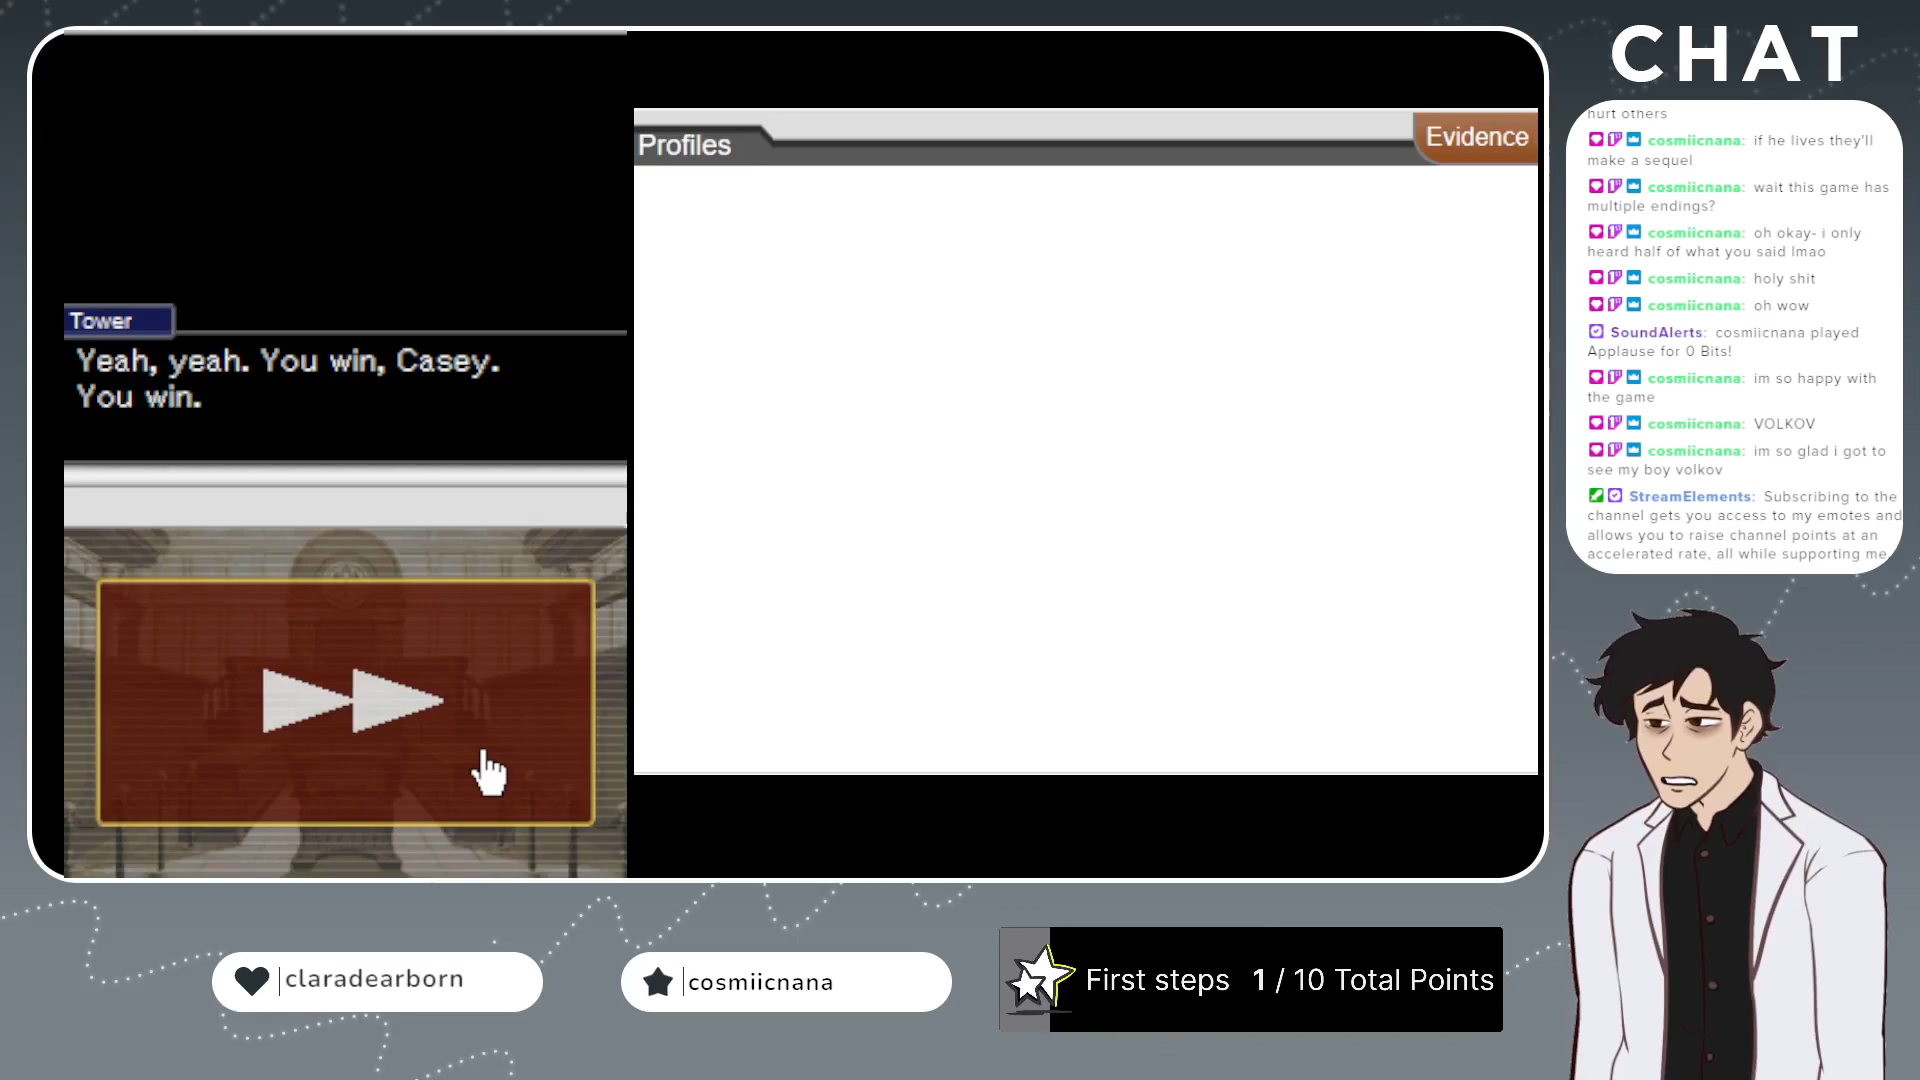 Tower
Yeah, yeah. You win, Casey.
You win.
Profiles
Evidence
CHAT
hurt others
cosmiicnana: if he lives they'll
make a sequel
cosmiicnana: wait this game has
multiple endings?
cosmiicnana: oh okay- i only
heard half of what you said lmao
cosmiicnana: holy shit
cosmiicnana: oh wow
SoundAlerts: cosmiicnana played
Applause for 0 Bits!
cosmiicnana: im so happy with
the game
cosmiicnana: VOLKOV
cosmiicnana: im so glad i got to
see my boy volkov
StreamElements: Subscribing to the
channel gets you access to my emotes and
allows you to raise channel points at an
accelerated rate, all while supporting me
claradearborn
cosmiicnana
First steps 1 / 10 Total Points